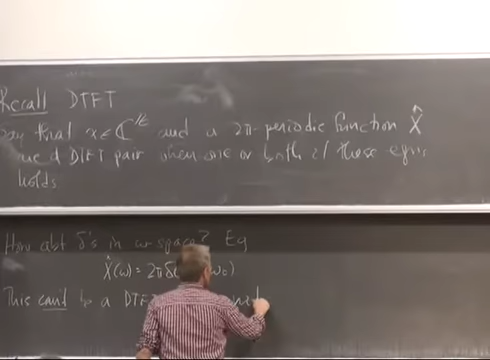 Recall DTFT
Say that x ∈ ℂ^ℤ and a 2π-periodic function X̂
are a DTFT pair when one or both of these eqns
holds
How abt δ's in ω space? Eg
X̂(ω) = 2πδ( ω₀)
This can't be a DTFT